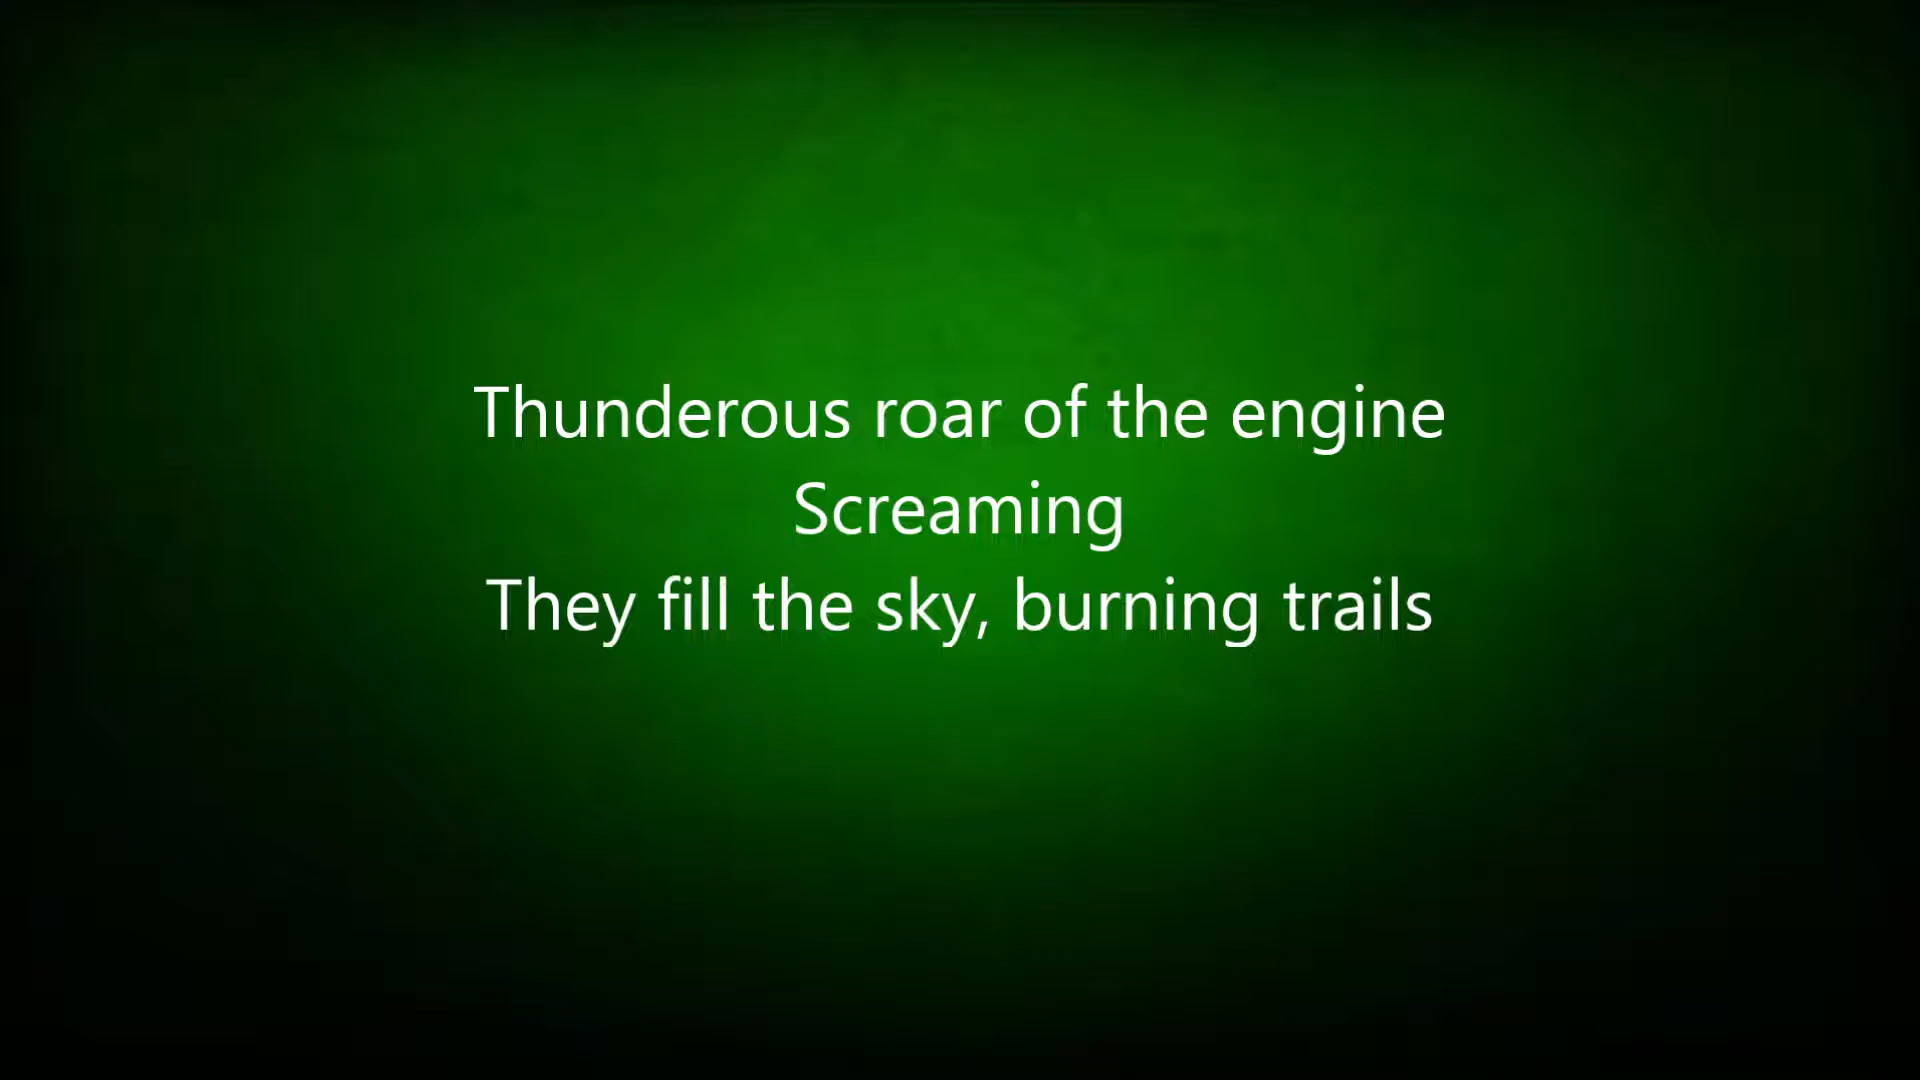 Thunderous roar of the engine
Screaming
They fill the sky, burning trails